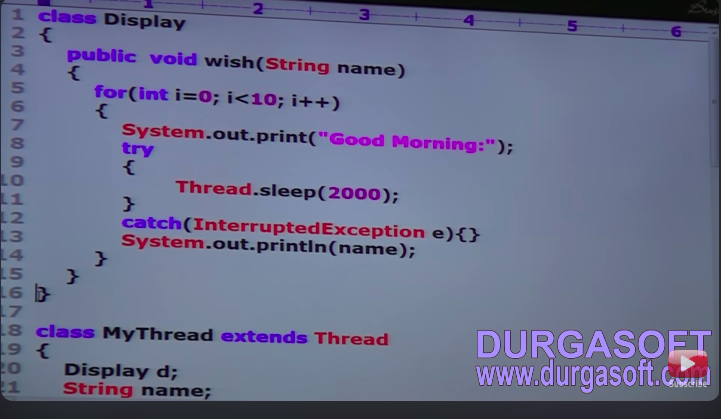 1 2 3 4 5 6
1 class Display
2 {
3 public void wish(String name)
4 {
5 for(int i=0; i<10; i++)
6 {
7 System.out.print("Good Morning:");
8 try
9 {
10 Thread.sleep(2000);
11 }
12 catch(InterruptedException e){}
13 System.out.println(name);
14 }
15 }
16 }
17
18 class MyThread extends Thread
19 {
20 Display d;
21 String name;
DURGASOFT
www.durgasoft.com
Subscribe